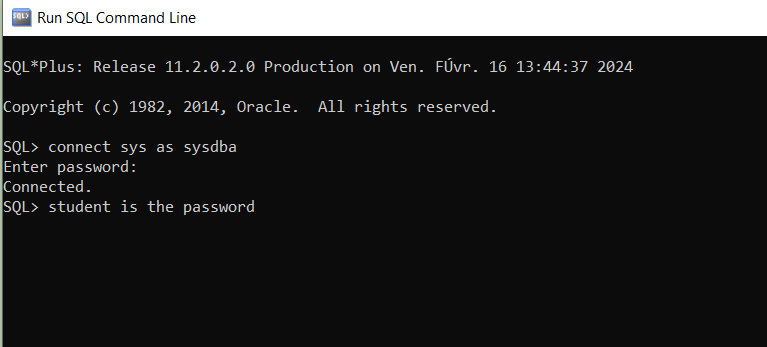 Run SQL Command Line
SQL*Plus: Release 11.2.0.2.0 Production on Ven. FÚvr. 16 13:44:37 2024
Copyright (c) 1982, 2014, Oracle.  All rights reserved.
SQL> connect sys as sysdba
Enter password:
Connected.
SQL> student is the password